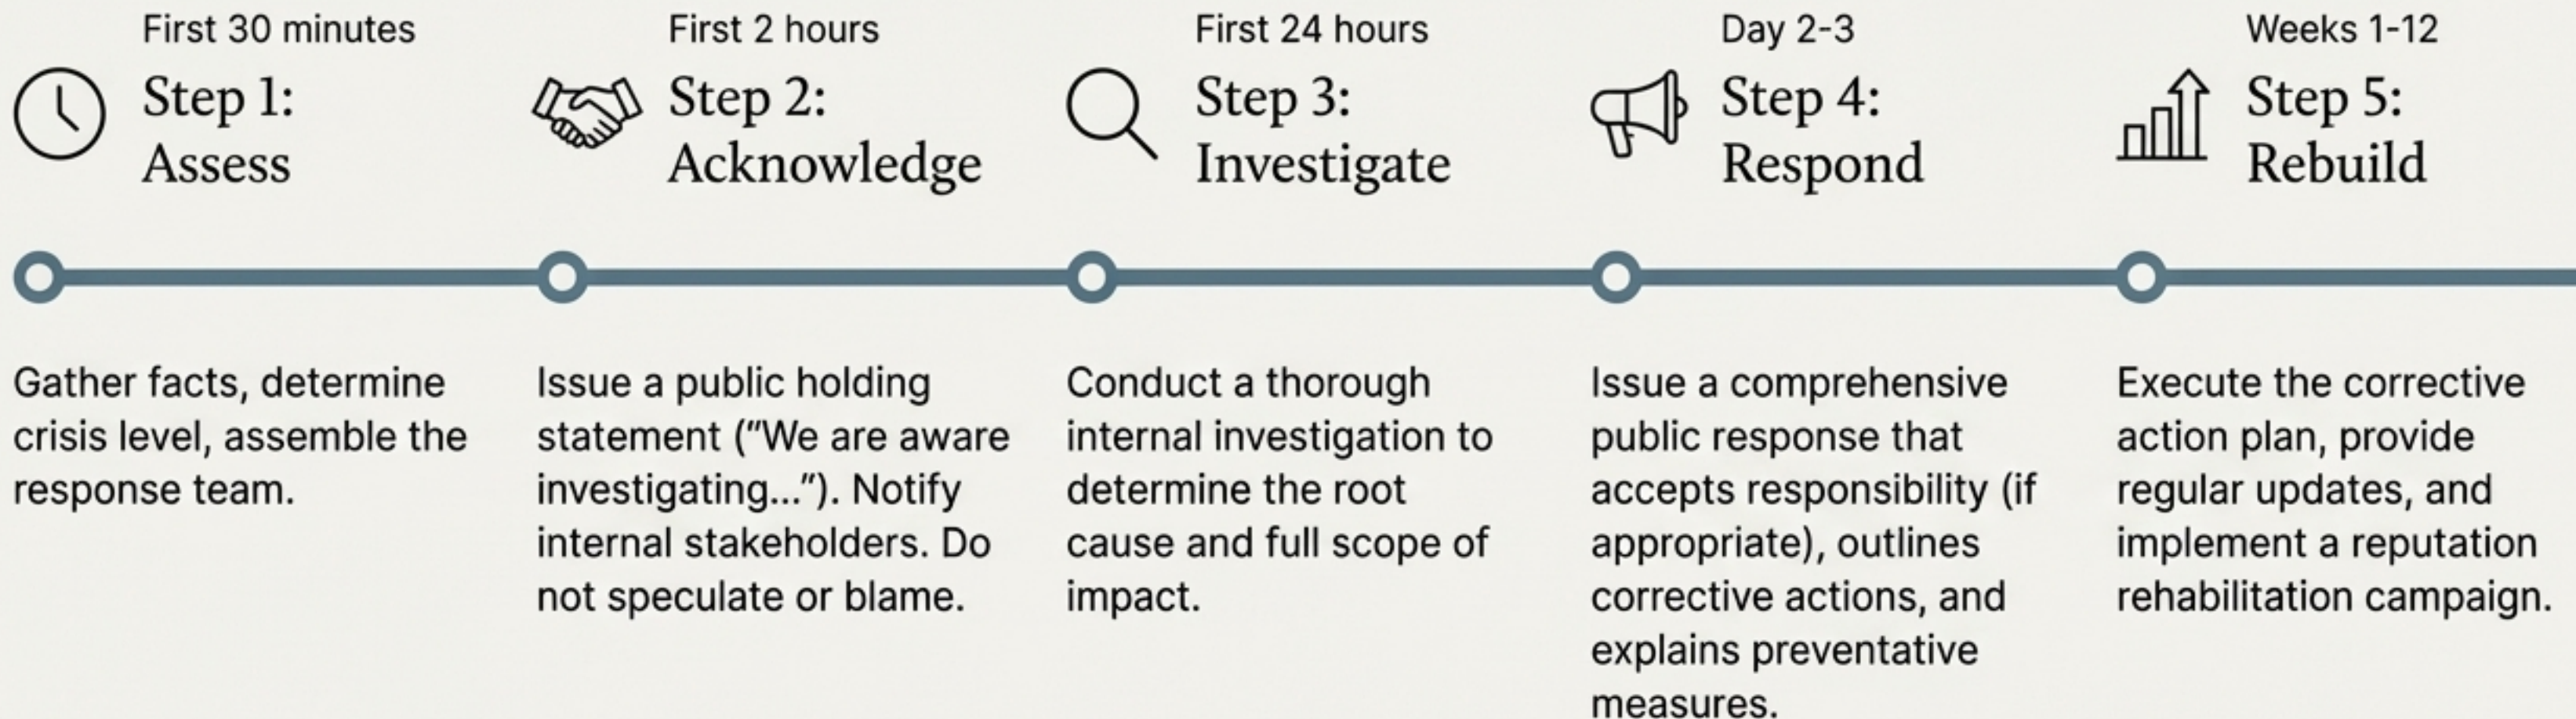 First 30 minutes
Step 1:
Assess
Gather facts, determine
crisis level, assemble the
response team.
First 2 hours
Step 2:
Acknowledge
Issue a public holding
statement (“We are aware
investigating...”). Notify
internal stakeholders. Do
not speculate or blame.
First 24 hours
Step 3:
Investigate
Conduct a thorough
internal investigation to
determine the root
cause and full scope of
impact.
Day 2-3
Step 4:
Respond
Issue a comprehensive
public response that
accepts responsibility (if
appropriate), outlines
corrective actions, and
explains preventative
measures.
Weeks 1-12
Step 5:
Rebuild
Execute the corrective
action plan, provide
regular updates, and
implement a reputation
rehabilitation campaign.